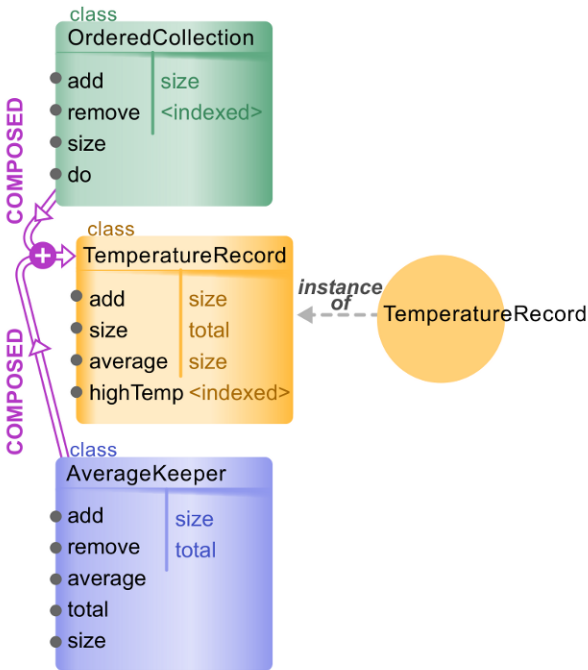 class
OrderedCollection
add size
remove <indexed>
size
do
COMPOSED
class
TemperatureRecord
add size
size total
average size
highTemp <indexed>
instance
of
TemperatureRecord
COMPOSED
class
AverageKeeper
add size
remove total
average
total
size